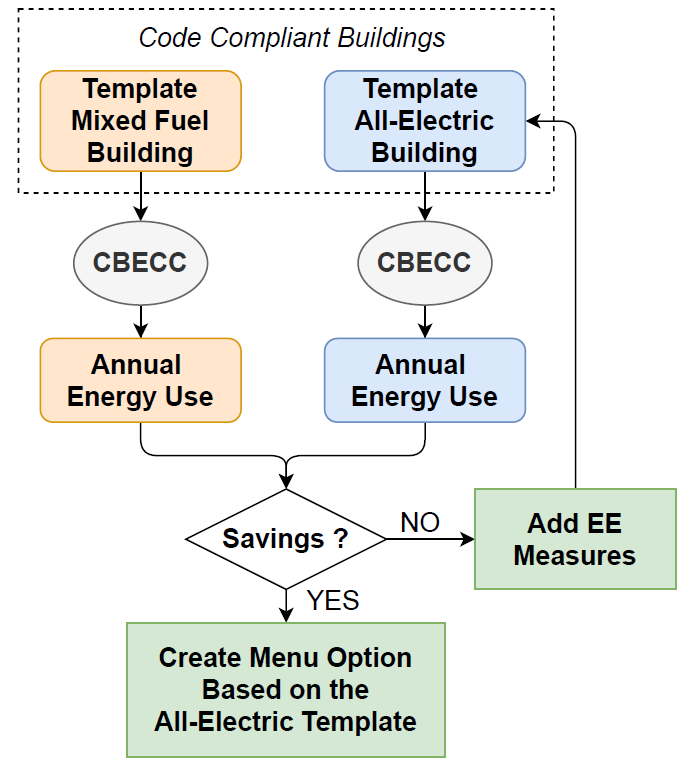 Code Compliant Buildings
Template
Mixed Fuel
Building
Template
All-Electric
Building
CBECC
CBECC
Annual
Energy Use
Annual
Energy Use
Savings ?
NO
Add EE
Measures
YES
Create Menu Option
Based on the
All-Electric Template